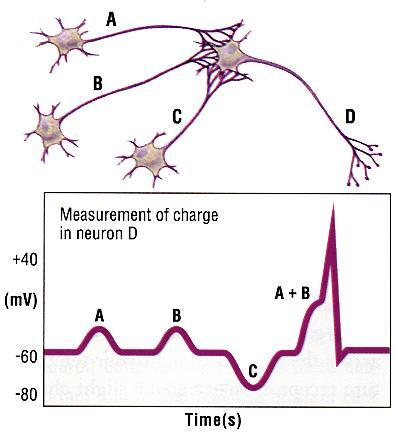 A
B
C
D
Measurement of charge
in neuron D
+40
(mV)
-60
-80
A
B
C
A + B
Time(s)